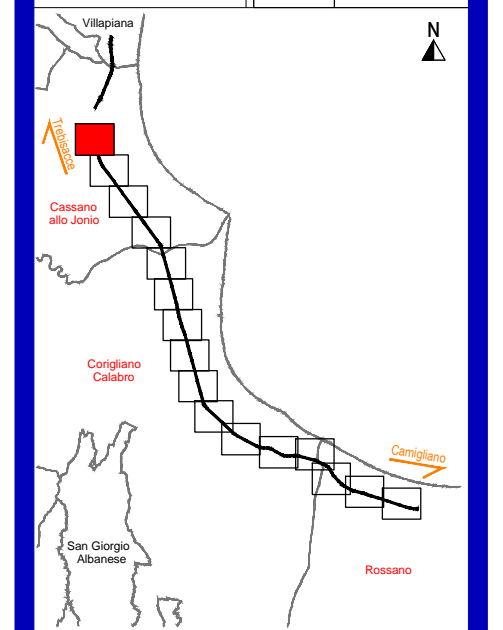 Villapiana
N
Trebisacce
Cassano
allo Jonio
Corigliano
Calabro
Camigliano
San Giorgio
Albanese
Rossano